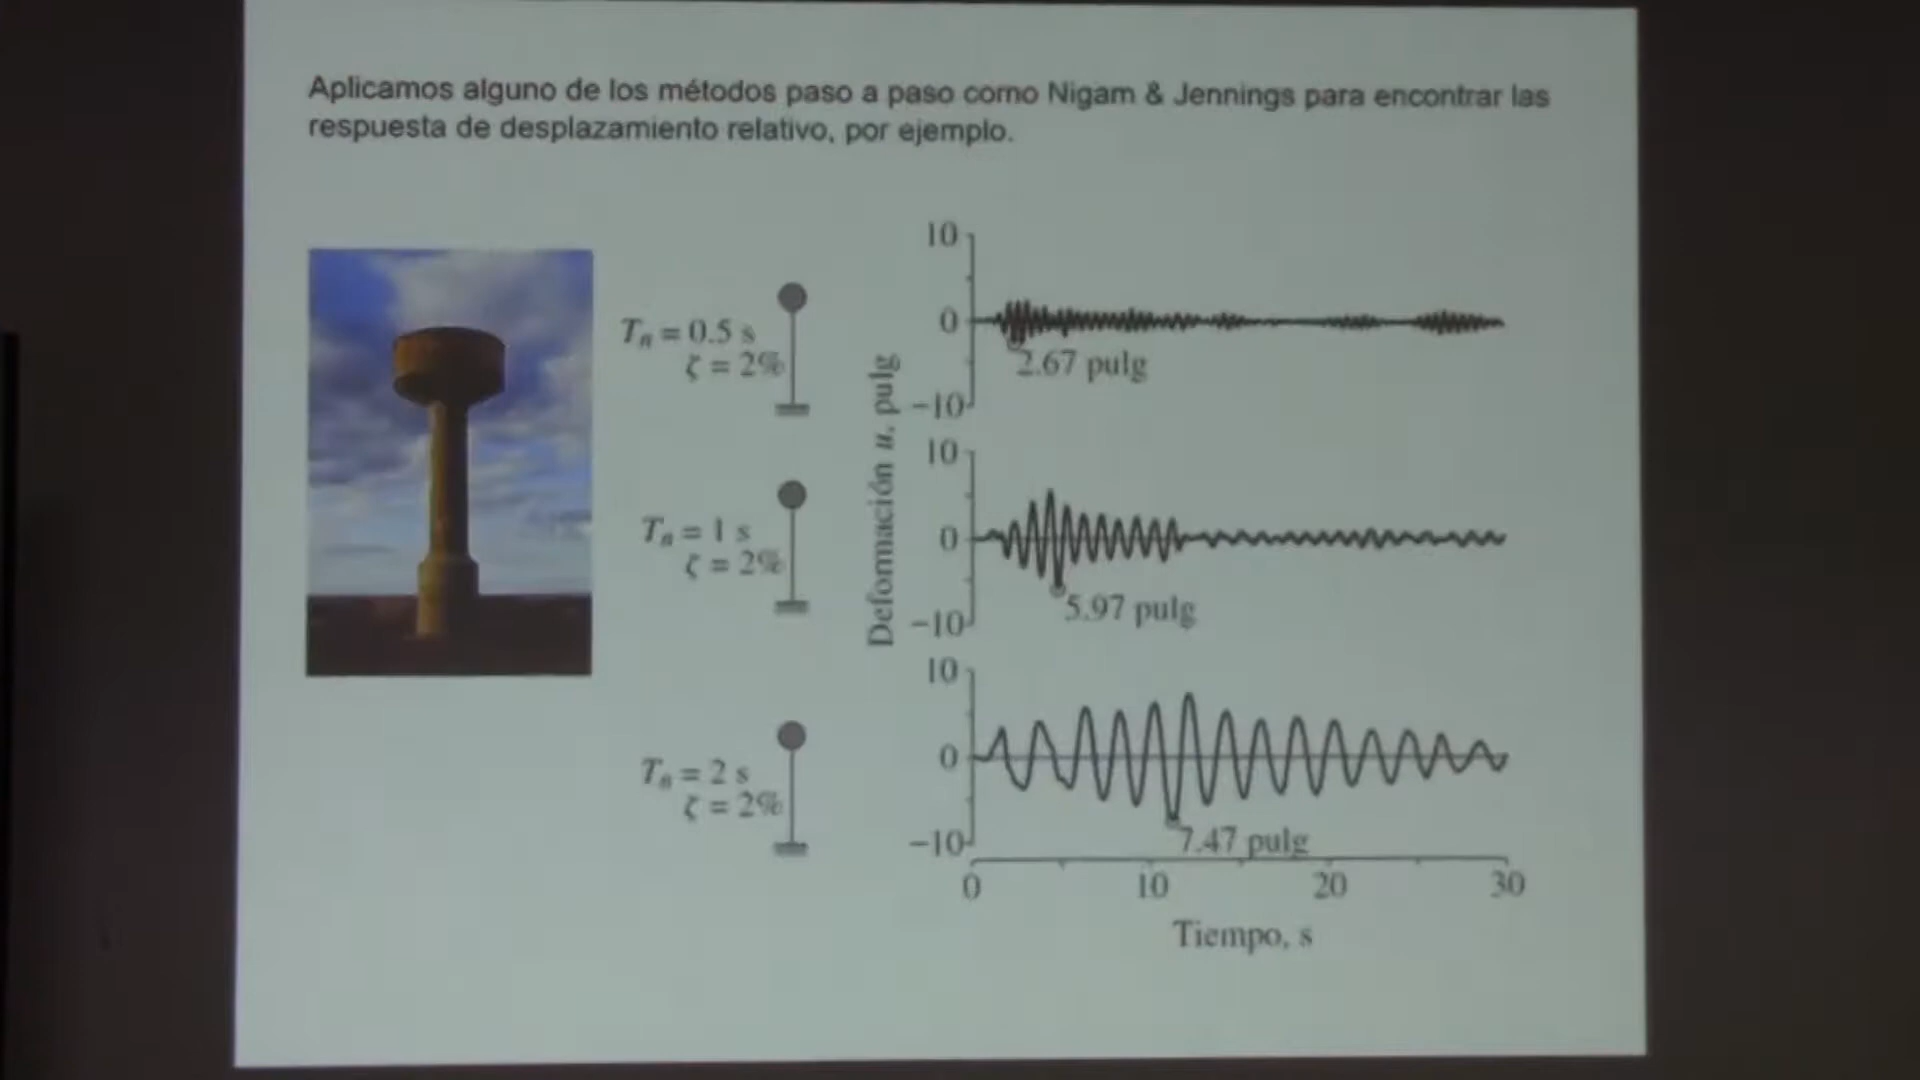 Aplicamos alguno de los métodos paso a paso como Nigam & Jennings para encontrar las
respuesta de desplazamiento relativo, por ejemplo.
Tn = 0.5 s
ζ = 2%
Tn = 1 s
ζ = 2%
Tn = 2 s
ζ = 2%
Deformación u, pulg
10
0
−10
2.67 pulg
10
0
−10
5.97 pulg
10
0
−10
7.47 pulg
0 10 20 30
Tiempo, s